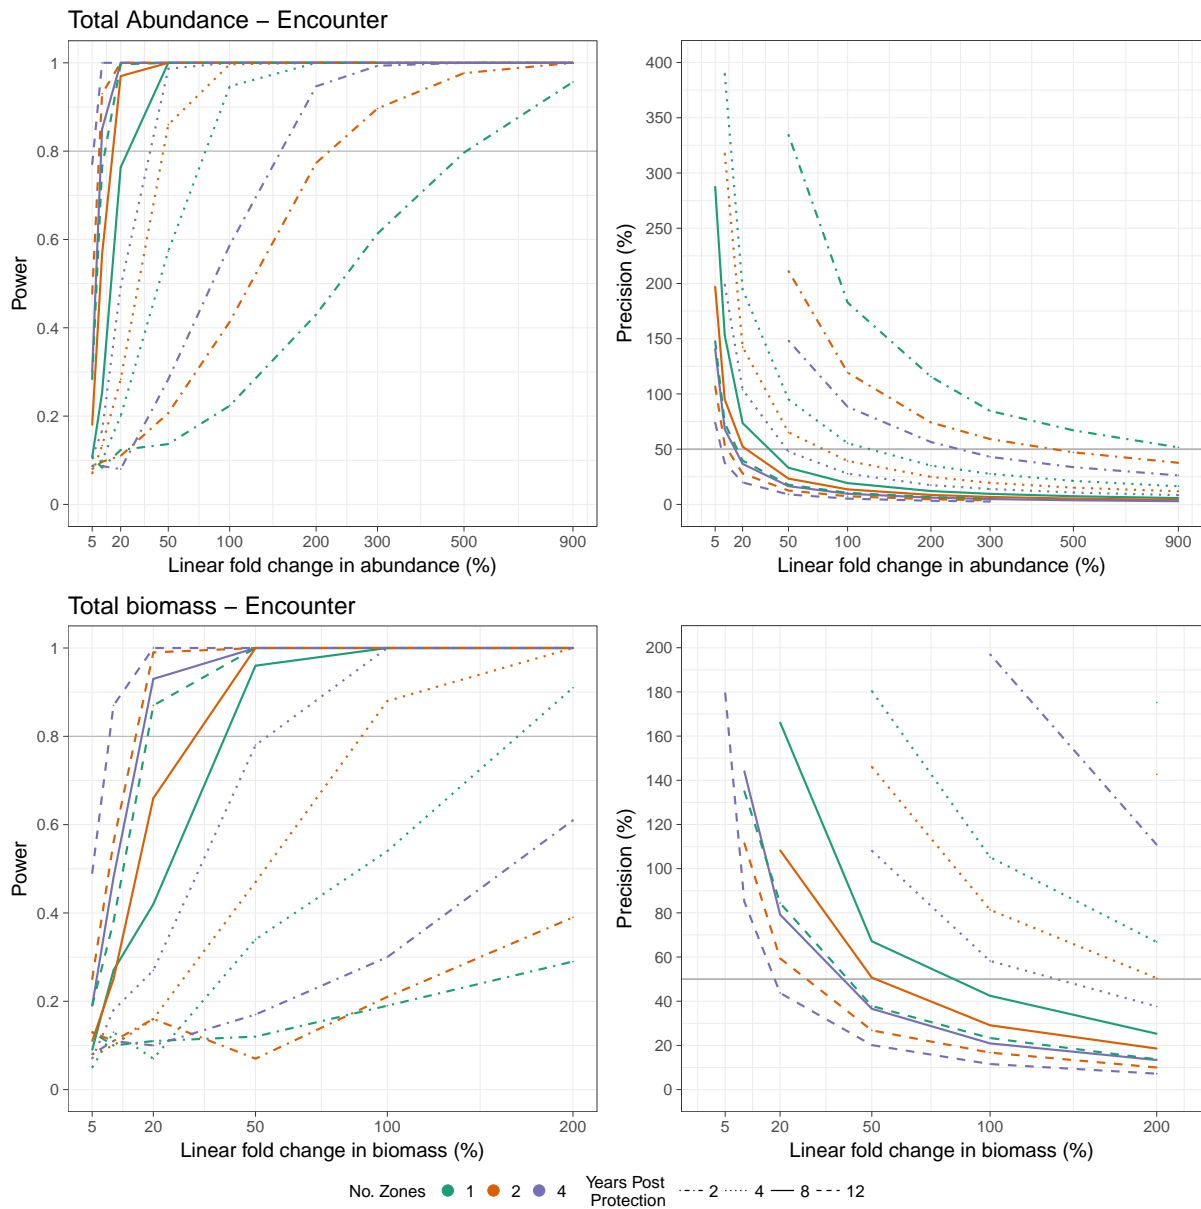 Total Abundance – Encounter
Power
1
0.8
0.6
0.4
0.2
0
5 20 50 100 200 300 500 900
Linear fold change in abundance (%)
Precision (%)
400
350
300
250
200
150
100
50
0
5 20 50 100 200 300 500 900
Linear fold change in abundance (%)
Total biomass – Encounter
Power
1
0.8
0.6
0.4
0.2
0
5 20 50 100 200
Linear fold change in biomass (%)
Precision (%)
200
180
160
140
120
100
80
60
40
20
0
5 20 50 100 200
Linear fold change in biomass (%)
No. Zones 1 2 4
Years Post
Protection 2 4 8 12